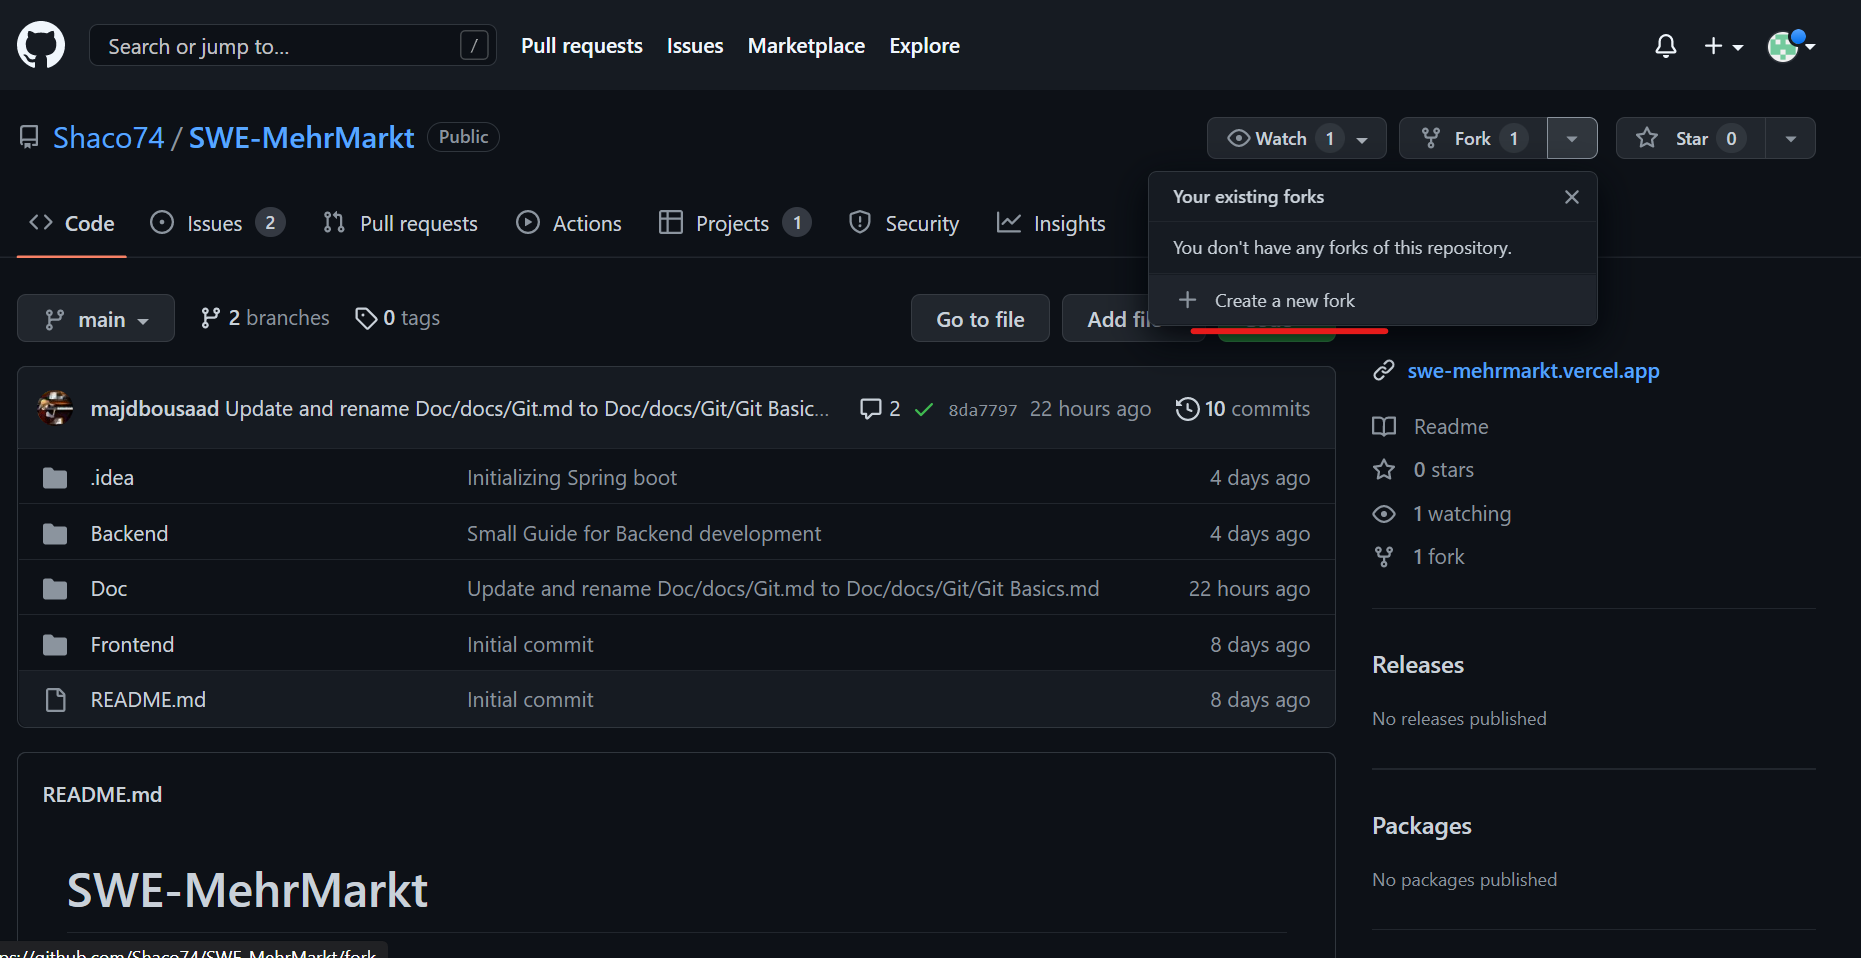 Search or jump to... /
Pull requests Issues Marketplace Explore
Shaco74 / SWE-MehrMarkt Public
Watch 1 Fork 1 Star 0
Code Issues 2 Pull requests Actions Projects 1 Security Insights
Your existing forks
You don't have any forks of this repository.
Create a new fork
main 2 branches 0 tags
Go to file Add file
majdbousaad Update and rename Doc/docs/Git.md to Doc/docs/Git/Git Basic... 2 8da7797 22 hours ago 10 commits
.idea Initializing Spring boot 4 days ago
Backend Small Guide for Backend development 4 days ago
Doc Update and rename Doc/docs/Git.md to Doc/docs/Git/Git Basics.md 22 hours ago
Frontend Initial commit 8 days ago
README.md Initial commit 8 days ago
swe-mehrmarkt.vercel.app
Readme
0 stars
1 watching
1 fork
Releases
No releases published
Packages
No packages published
README.md
SWE-MehrMarkt
ps://github.com/Shaco74/SWE-MehrMarkt/fork